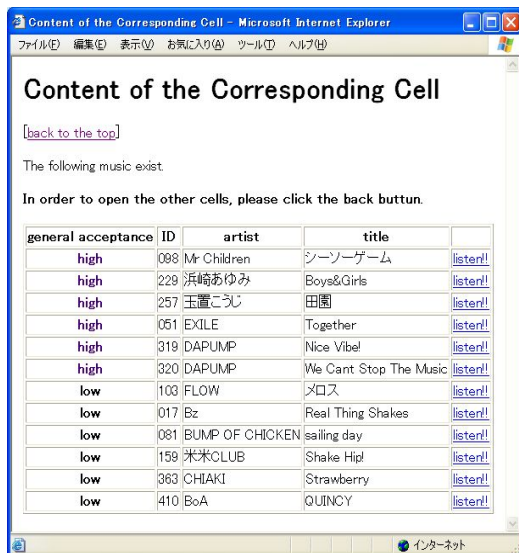 Content of the Corresponding Cell - Microsoft Internet Explorer
ファイル(F) 編集(E) 表示(V) お気に入り(A) ツール(T) ヘルプ(H)
Content of the Corresponding Cell
[back to the top]
The following music exist.
In order to open the other cells, please click the back buttun.
general acceptance ID artist title
high 098 Mr Children シーソーゲーム listen!!
high 229 浜崎あゆみ Boys&Girls listen!!
high 257 玉置こうじ 田園 listen!!
high 051 EXILE Together listen!!
high 319 DAPUMP Nice Vibe! listen!!
high 320 DAPUMP We Cant Stop The Music listen!!
low 103 FLOW メロス listen!!
low 017 Bz Real Thing Shakes listen!!
low 081 BUMP OF CHICKEN sailing day listen!!
low 159 米米CLUB Shake Hip! listen!!
low 363 CHIAKI Strawberry listen!!
low 410 BoA QUINCY listen!!
インターネット